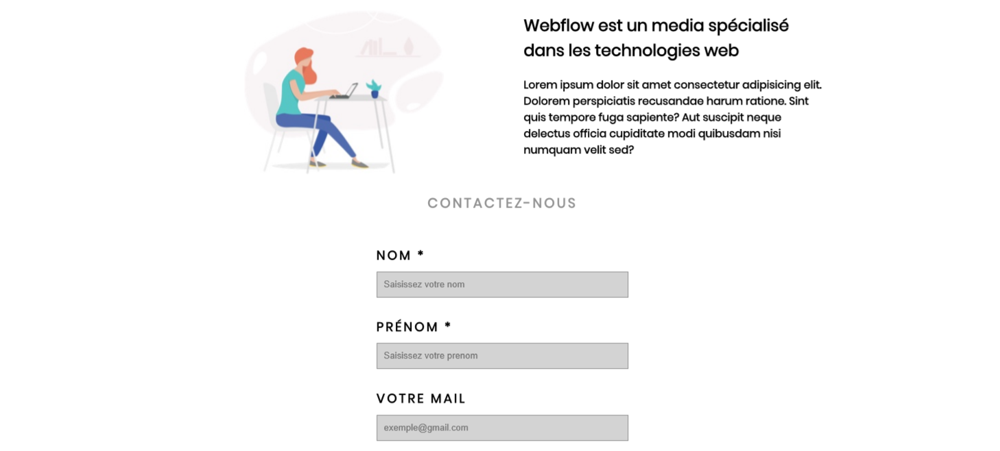 Webflow est un media spécialisé
dans les technologies web
Lorem ipsum dolor sit amet consectetur adipisicing elit.
Dolorem perspiciatis recusandae harum ratione. Sint
quis tempore fuga sapiente? Aut suscipit neque
delectus officia cupiditate modi quibusdam nisi
numquam velit sed?
CONTACTEZ-NOUS
NOM *
Saisissez votre nom
PRÉNOM *
Saisissez votre prenom
VOTRE MAIL
exemple@gmail.com